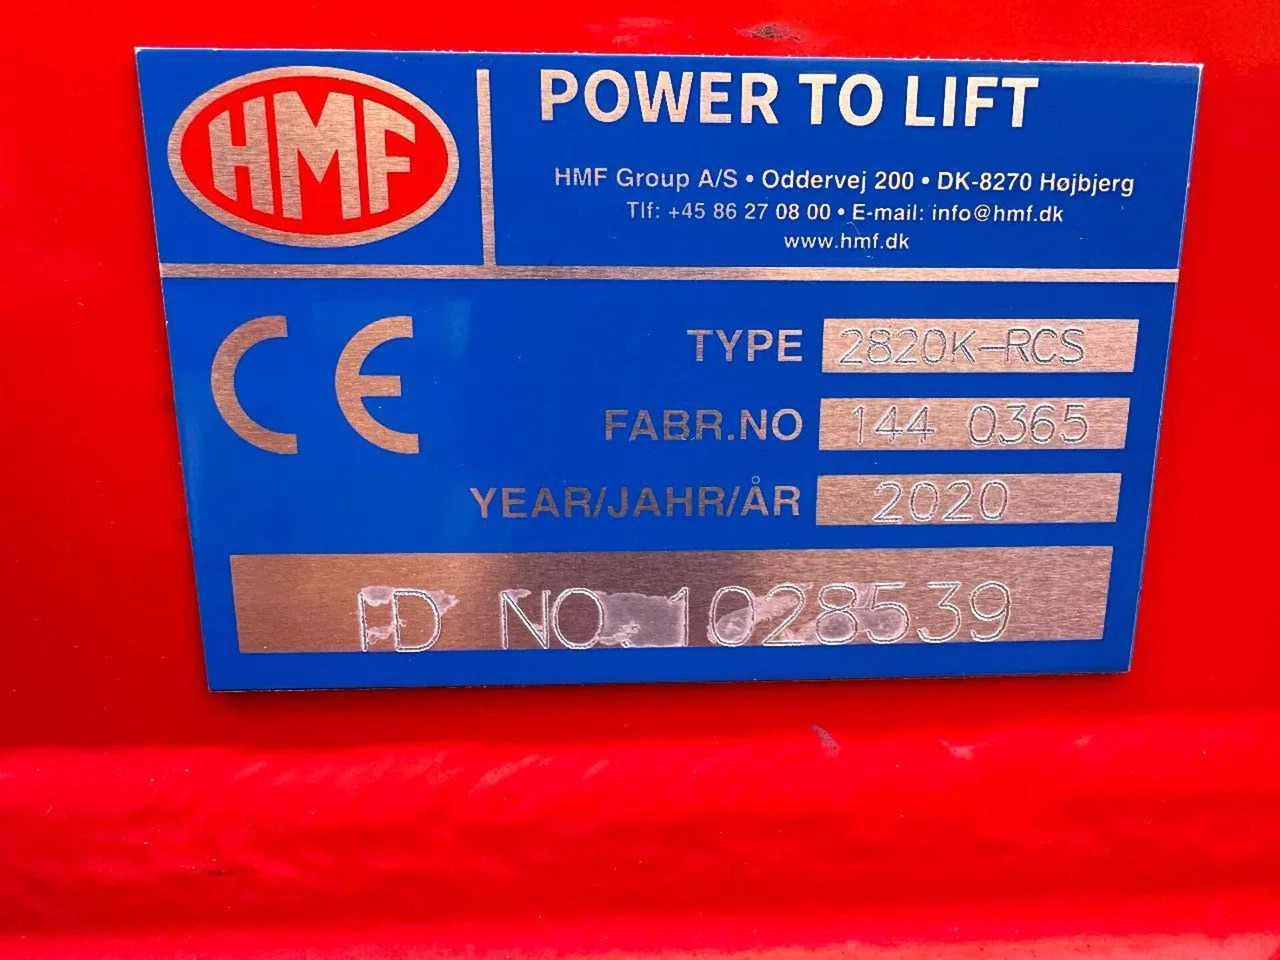 HMF
POWER TO LIFT
HMF Group A/S • Oddervej 200 • DK-8270 Højbjerg
Tlf: +45 86 27 08 00 • E-mail: info@hmf.dk
www.hmf.dk
CE
TYPE 2820K-RCS
FABR.NO 144 0365
YEAR/JAHR/ÅR 2020
ID NO. 1028539